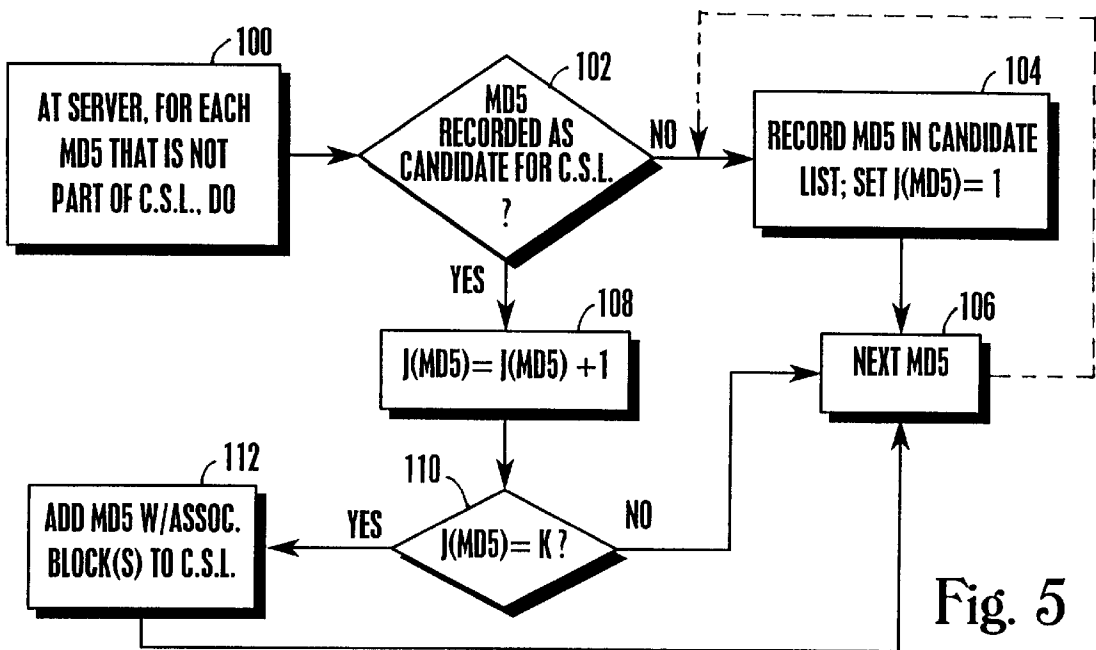 100
AT SERVER, FOR EACH
MD5 THAT IS NOT
PART OF C.S.L., DO
102
MD5
RECORDED AS
CANDIDATE FOR C.S.L.
?
NO
104
RECORD MD5 IN CANDIDATE
LIST; SET J(MD5)= 1
YES
108
J(MD5)= J(MD5) +1
106
NEXT MD5
110
J(MD5)= K ?
NO
YES
112
ADD MD5 W/ASSOC.
BLOCK(S) TO C.S.L.
Fig. 5